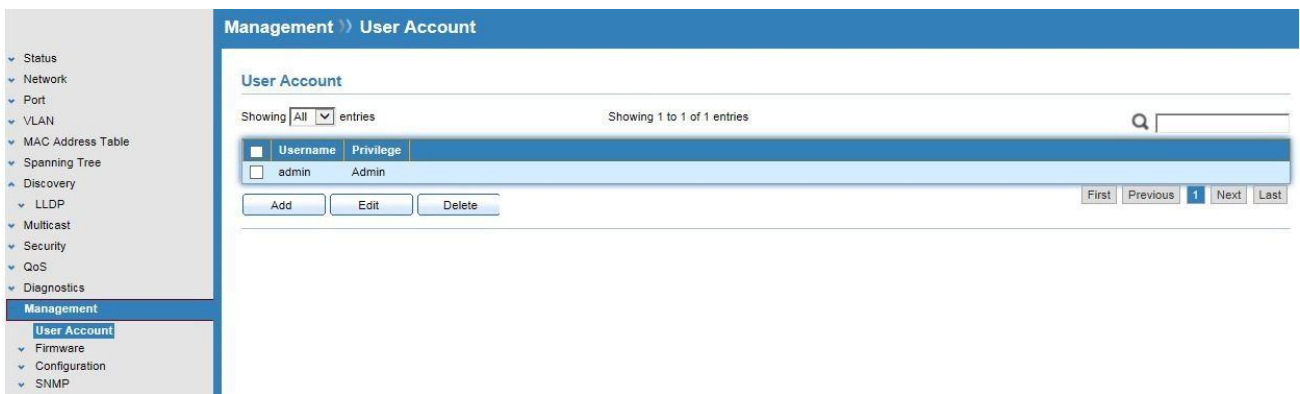 Management » User Account
Status
Network
Port
VLAN
MAC Address Table
Spanning Tree
Discovery
LLDP
Multicast
Security
QoS
Diagnostics
Management
User Account
Firmware
Configuration
SNMP
User Account
Showing All entries Showing 1 to 1 of 1 entries
Username Privilege
admin Admin
Add Edit Delete First Previous 1 Next Last